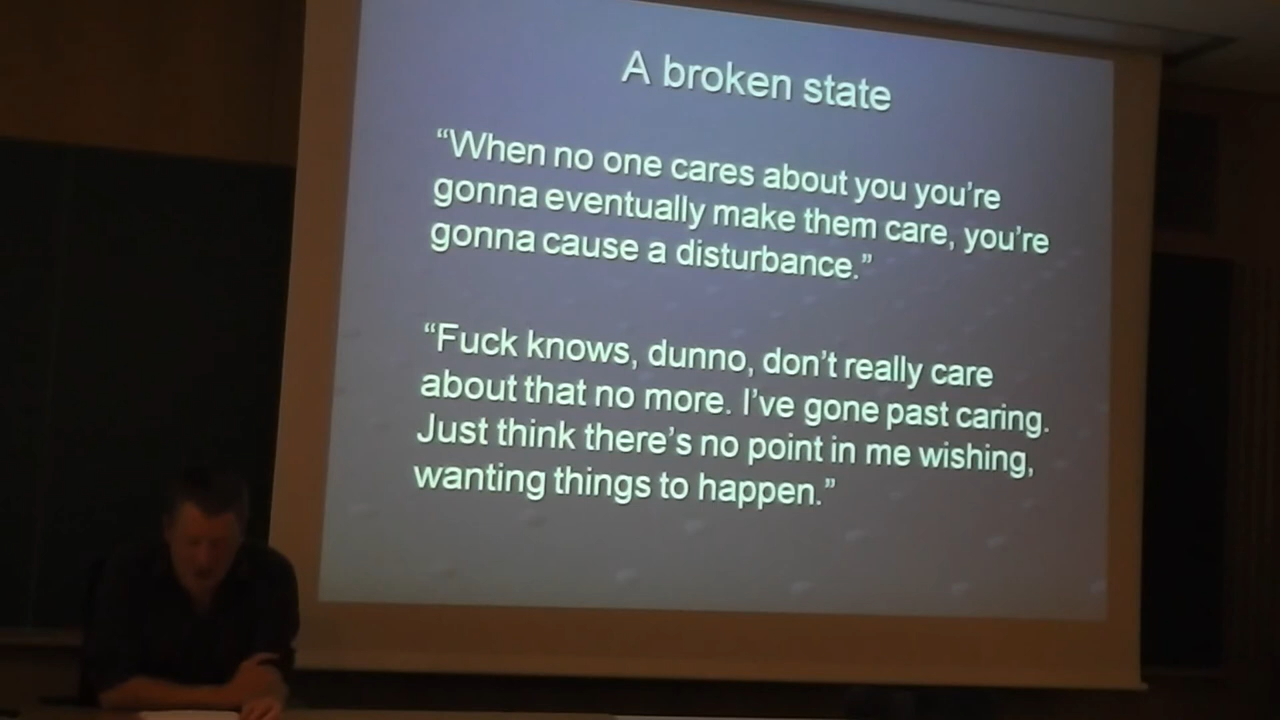 A broken state
“When no one cares about you you’re
gonna eventually make them care, you’re
gonna cause a disturbance.”
“Fuck knows, dunno, don’t really care
about that no more. I’ve gone past caring.
Just think there’s no point in me wishing,
wanting things to happen.”